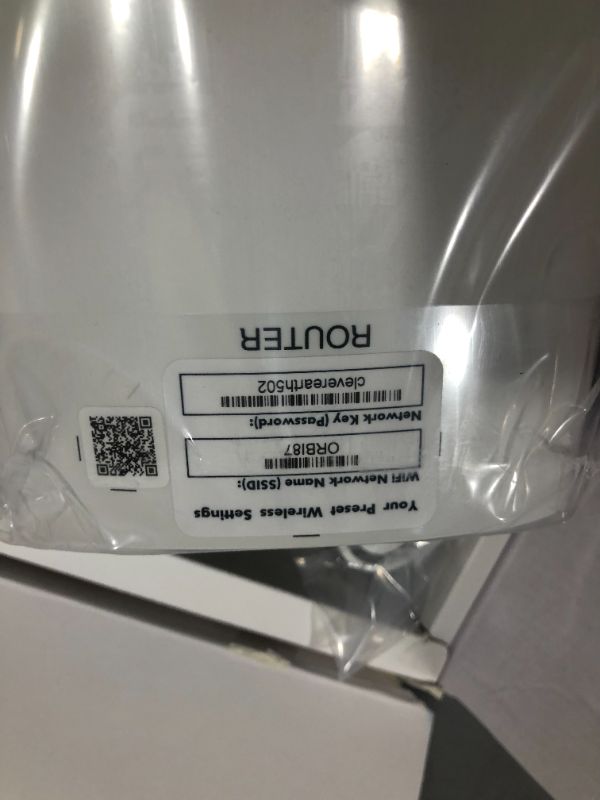 Your Preset Wireless Settings
WiFi Network Name (SSID):
ORBI87
Network Key (Password):
cleverearth502
ROUTER